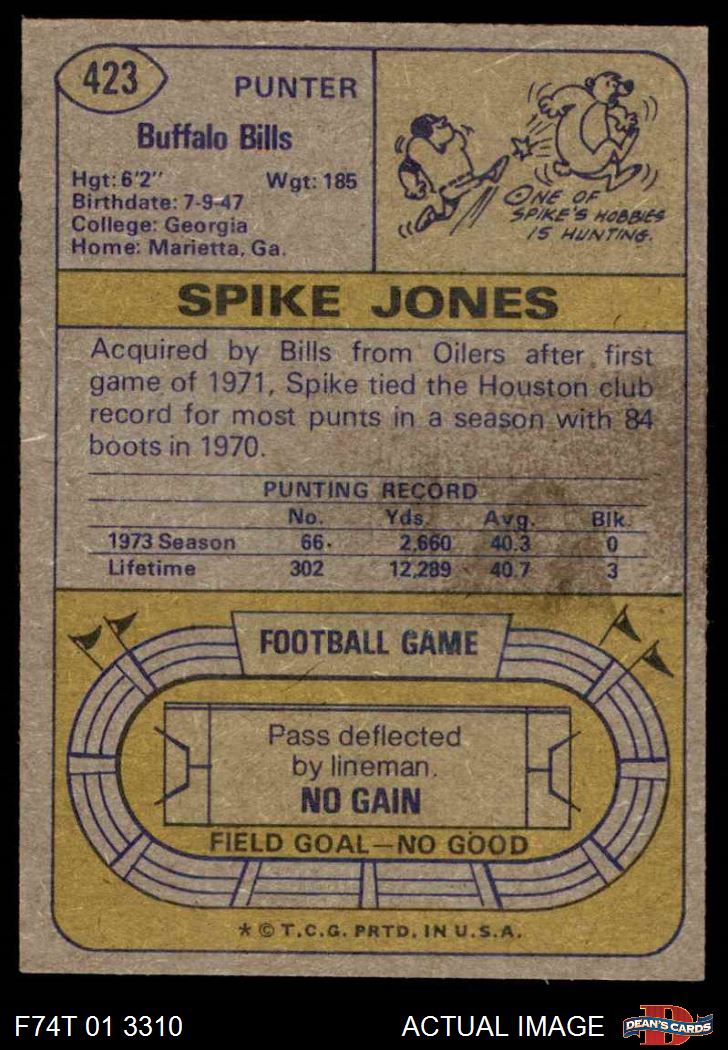 423
PUNTER
Buffalo Bills
Hgt: 6'2" Wgt: 185
Birthdate: 7-9-47
College: Georgia
Home: Marietta, Ga.
ONE OF
SPIKE'S HOBBIES
IS HUNTING.
SPIKE JONES
Acquired by Bills from Oilers after first
game of 1971, Spike tied the Houston club
record for most punts in a season with 84
boots in 1970.
PUNTING RECORD
No. Yds. Avg. Blk.
1973 Season 66 2,660 40.3 0
Lifetime 302 12,289 40.7 3
FOOTBALL GAME
Pass deflected
by lineman.
NO GAIN
FIELD GOAL—NO GOOD
* © T.C.G. PRTD. IN U.S.A.
F74T 01 3310 ACTUAL IMAGE D DEAN'S CARDS